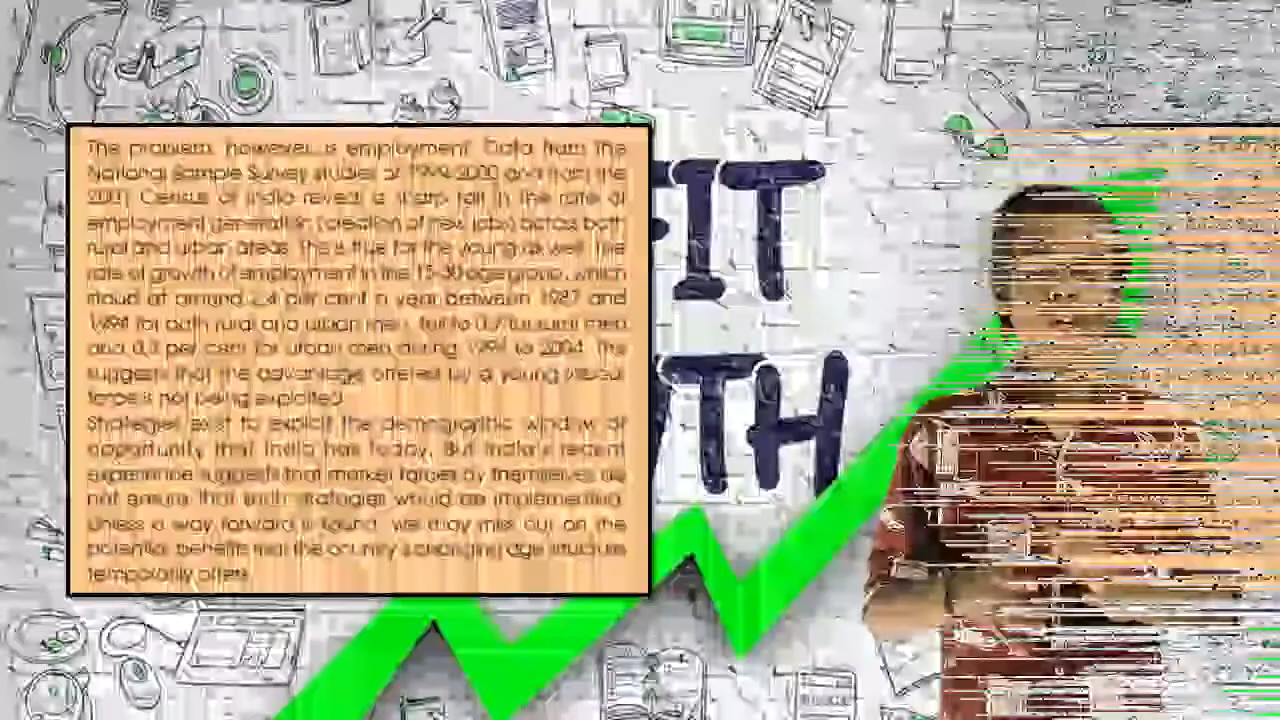 The problem, however, is employment. Data from the
National Sample Survey studies of 1999-2000 and from the
2001 Census of India reveal a sharp fall in the rate of
employment generation (creation of new jobs) across both
rural and urban areas. This is true for the young as well. The
rate of growth of employment in the 15-30 age group, which
stood at around 2.4 per cent a year between 1987 and
1994 for both rural and urban men, fell to 0.7 for rural men
and 0.3 per cent for urban men during 1994 to 2004. This
suggests that the advantage offered by a young labour
force is not being exploited.
Strategies exist to exploit the demographic window of
opportunity that India has today. But India's recent
experience suggests that market forces by themselves do
not ensure that such strategies would be implemented.
Unless a way forward is found, we may miss out on the
potential benefits that the country's changing age structure
temporarily offers.
IT
TH